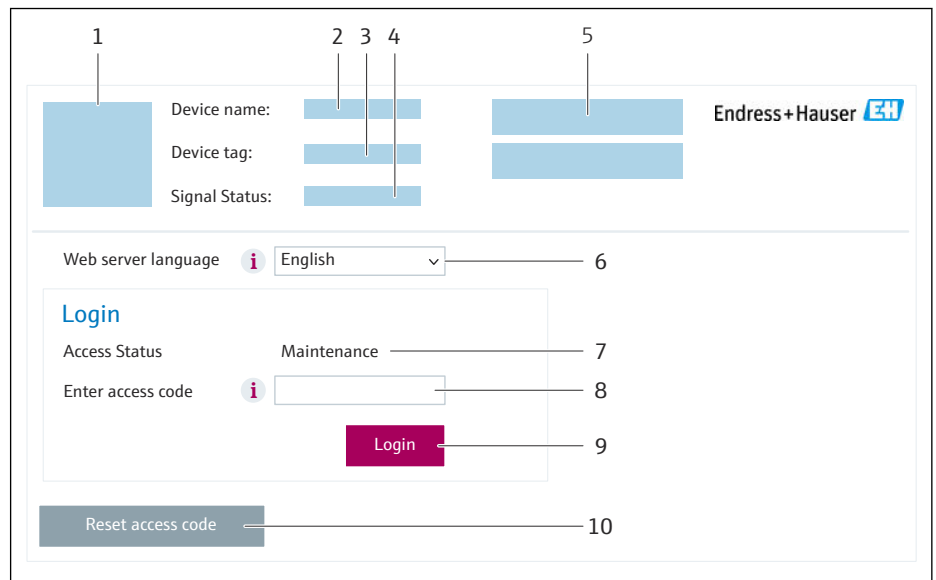 1 2 3 4 5
Device name:
Endress+Hauser EH
Device tag:
Signal Status:
Web server language i English 6
Login
Access Status Maintenance 7
Enter access code i 8
Login 9
Reset access code 10